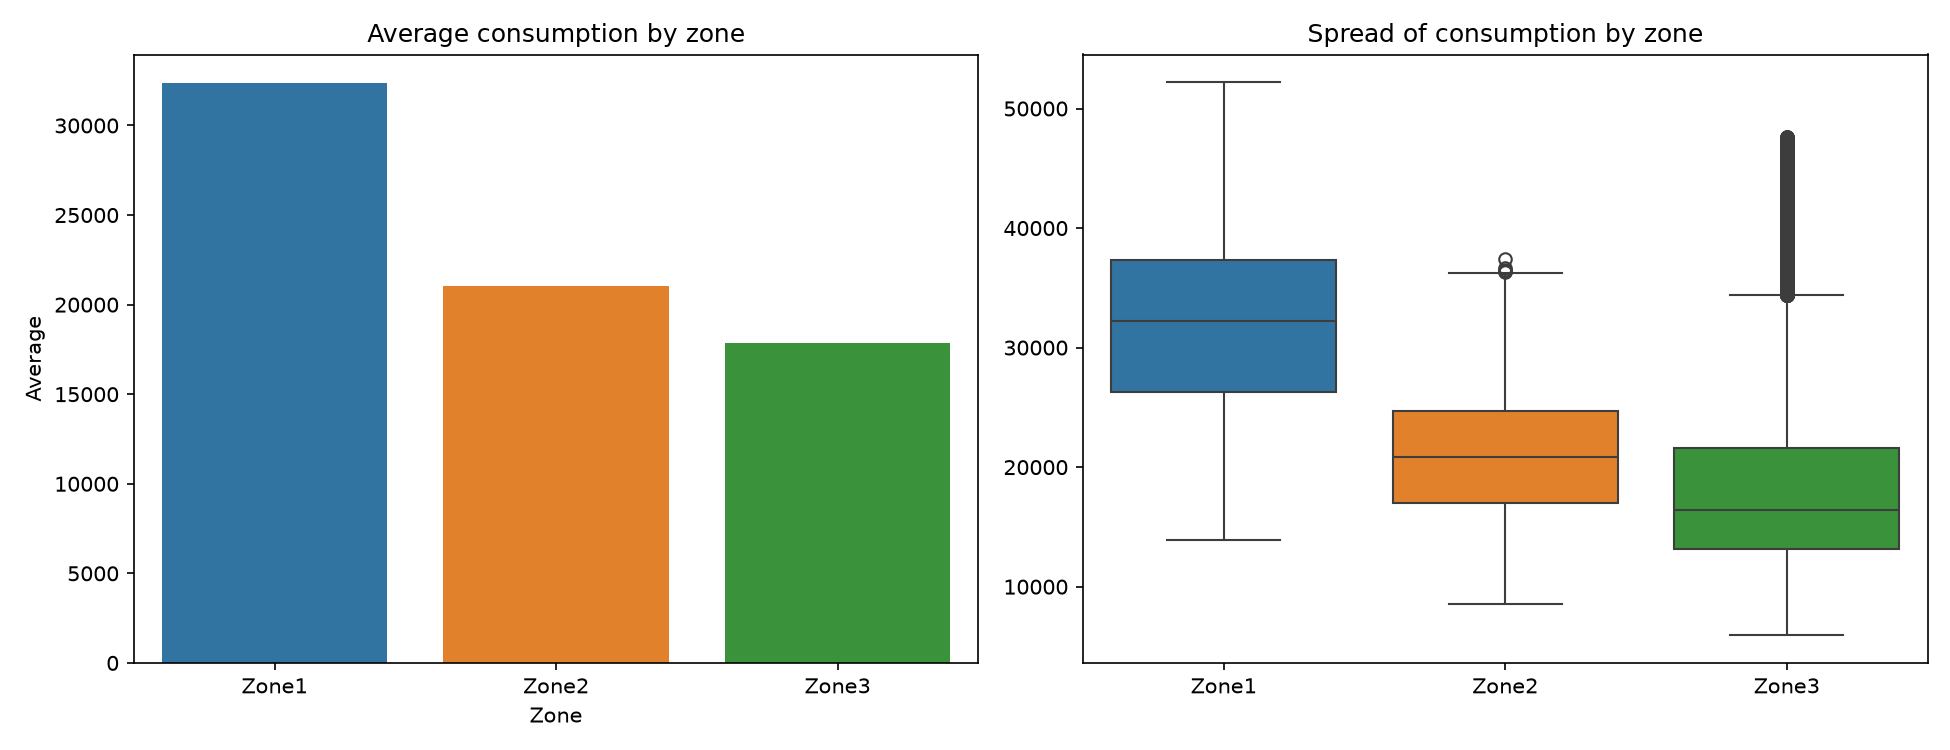 Average consumption by zone
Average
30000
25000
20000
15000
10000
5000
0
Zone1 Zone2 Zone3
Zone
Spread of consumption by zone
50000
40000
30000
20000
10000
Zone1 Zone2 Zone3